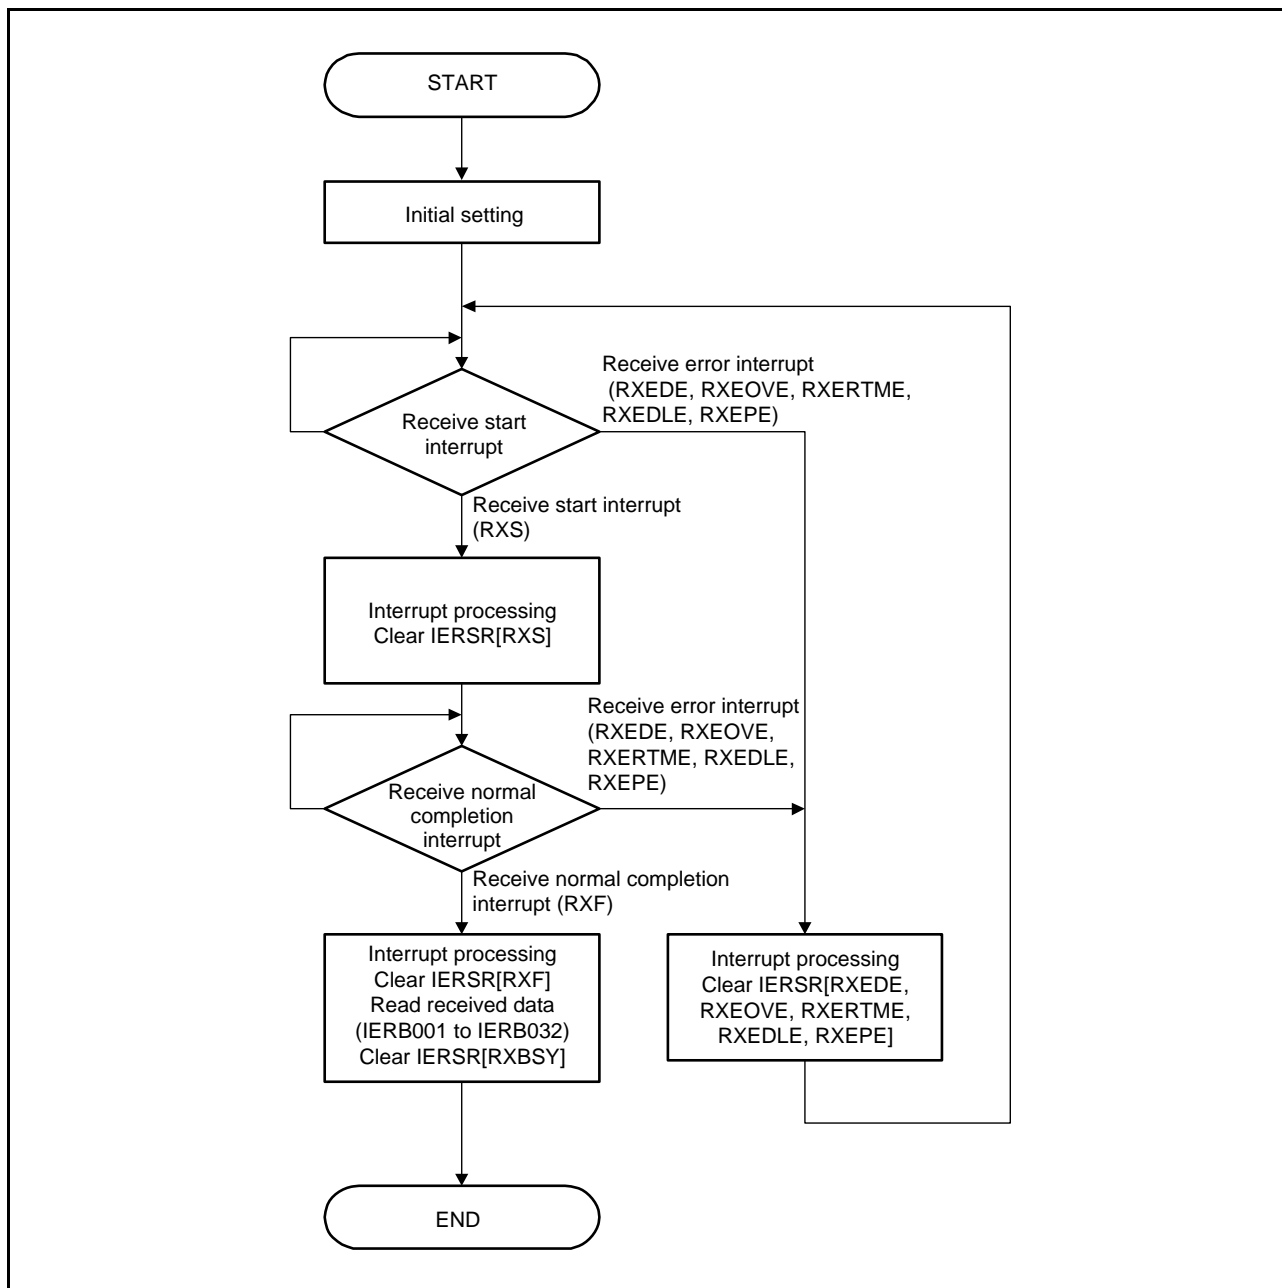 START
Initial setting
Receive error interrupt
(RXEDE, RXEOVE, RXERTME,
RXEDLE, RXEPE)
Receive start
interrupt
Receive start interrupt
(RXS)
Interrupt processing
Clear IERSR[RXS]
Receive error interrupt
(RXEDE, RXEOVE,
RXERTME, RXEDLE,
RXEPE)
Receive normal
completion
interrupt
Receive normal completion
interrupt (RXF)
Interrupt processing
Clear IERSR[RXF]
Read received data
(IERB001 to IERB032)
Clear IERSR[RXBSY]
Interrupt processing
Clear IERSR[RXEDE,
RXEOVE, RXERTME,
RXEDLE, RXEPE]
END